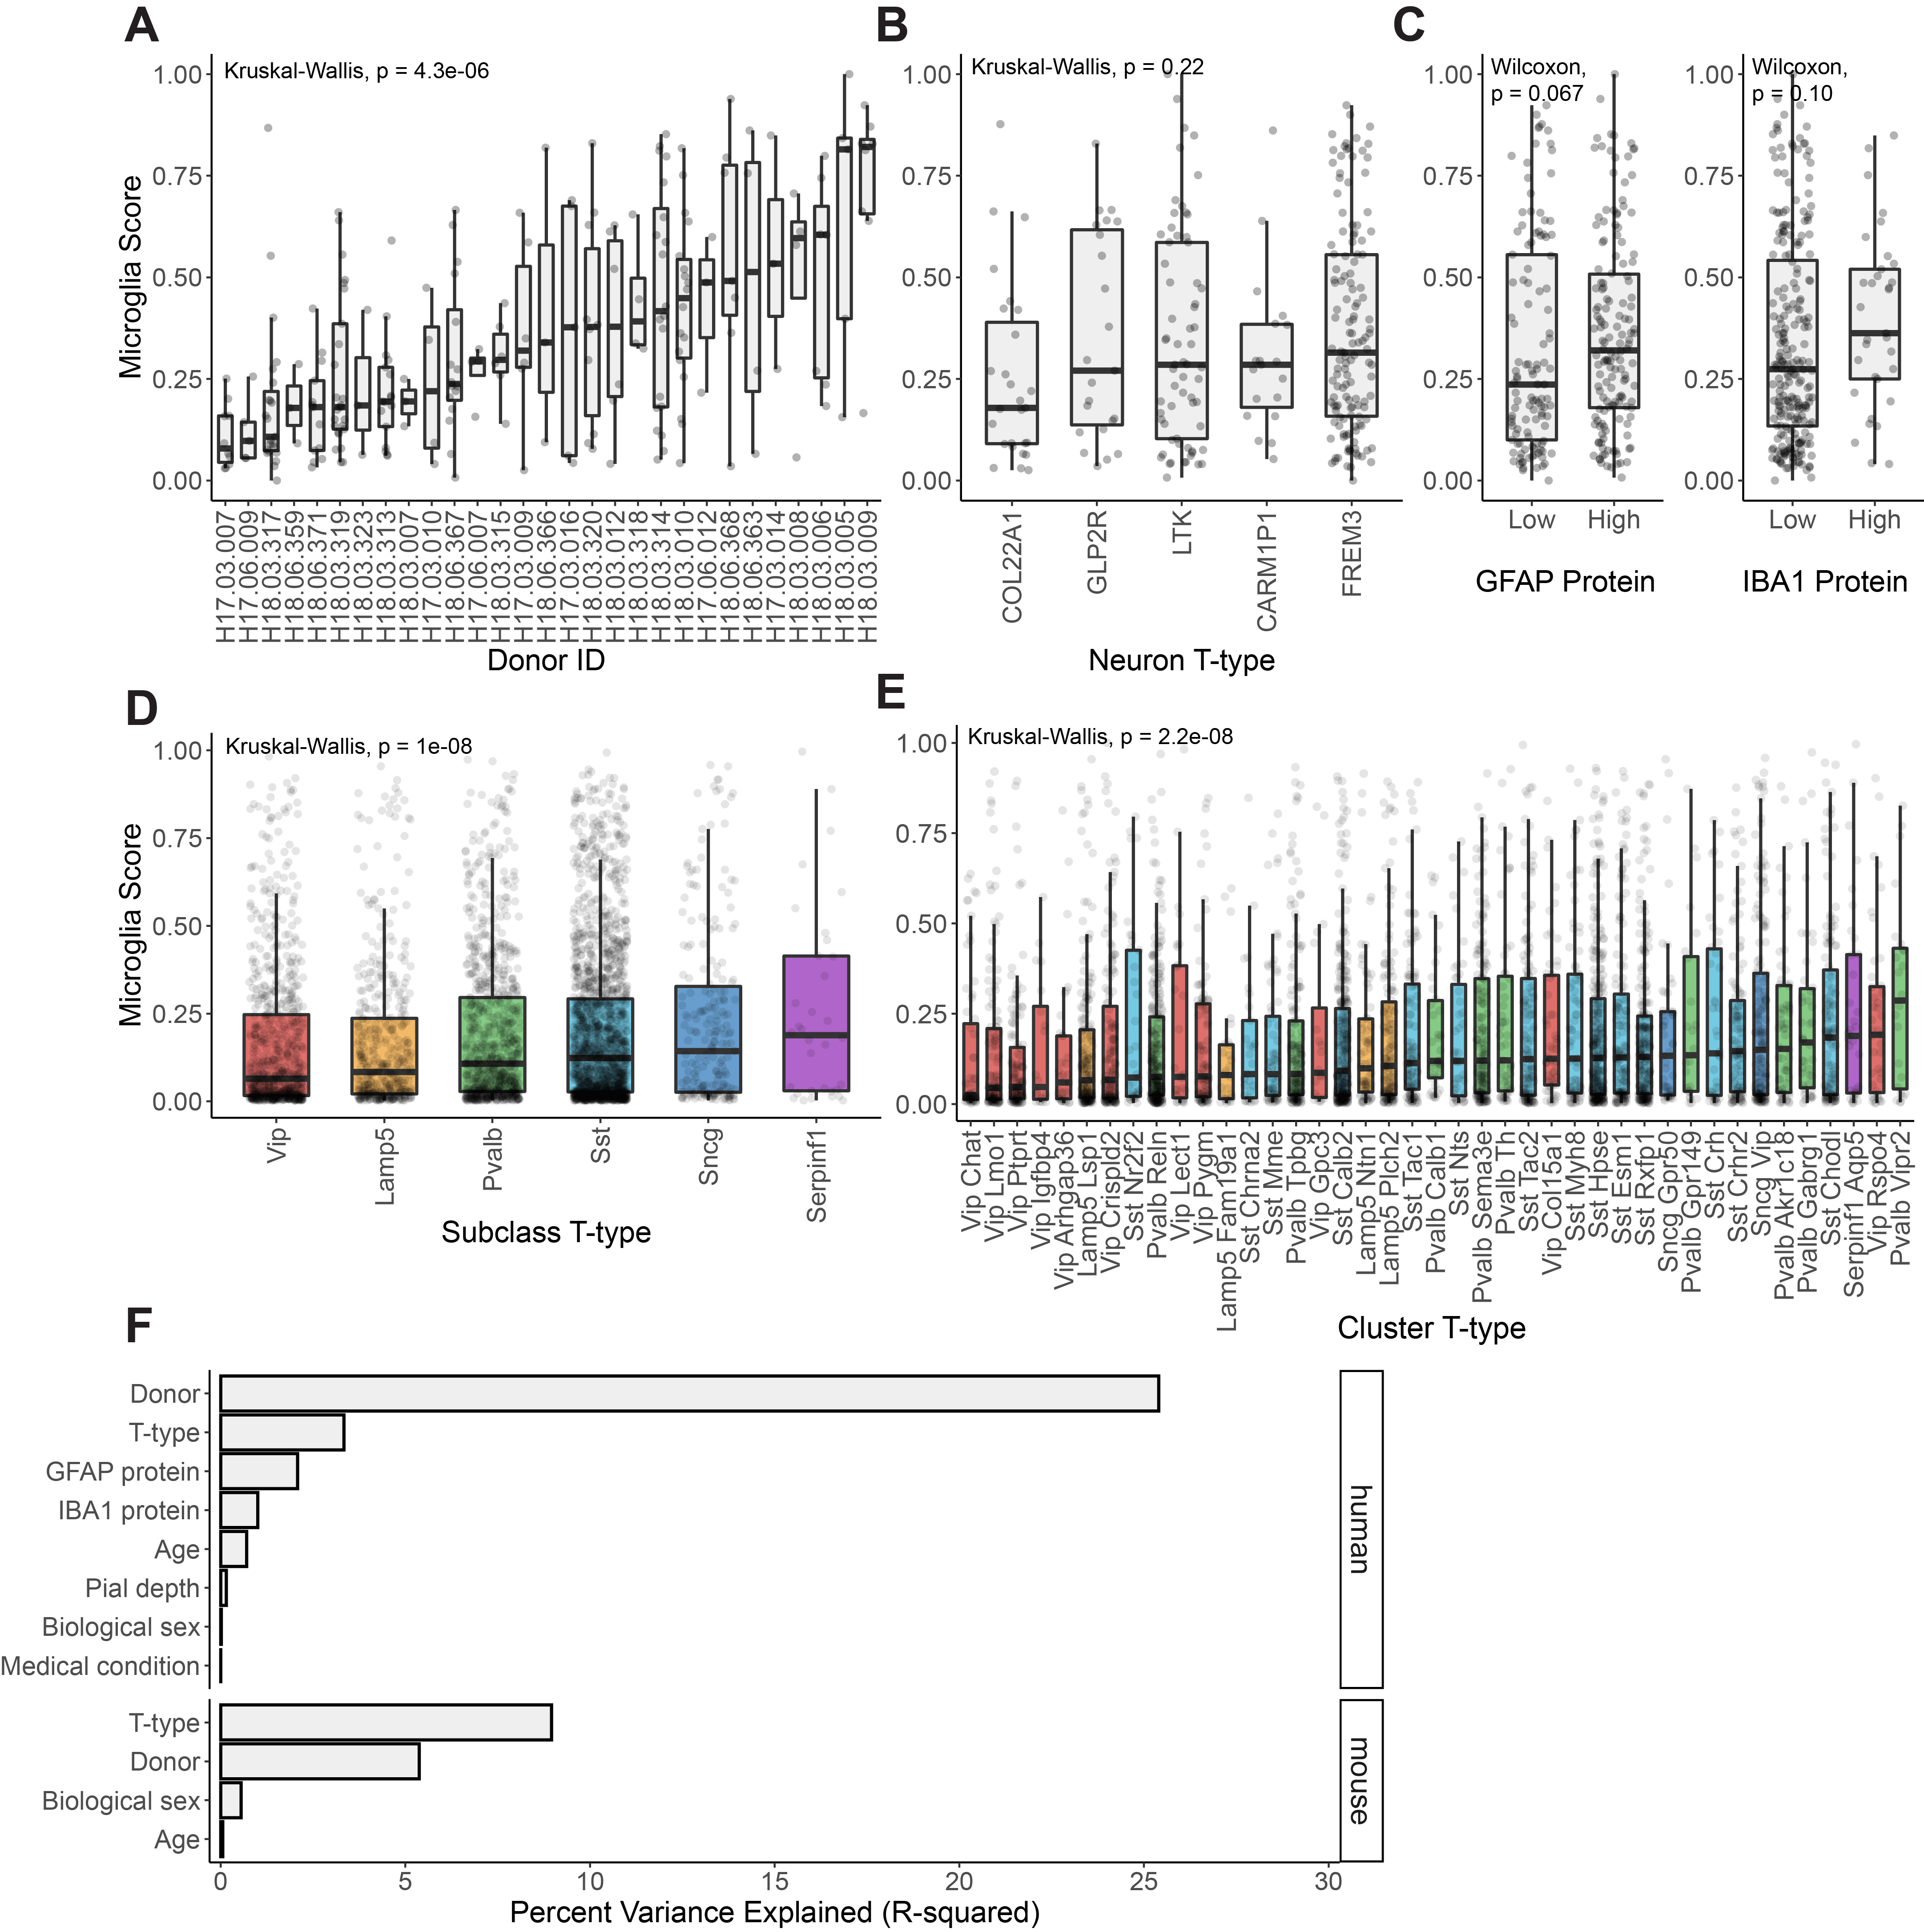 A
Kruskal-Wallis, p = 4.3e-06
Microglia Score
1.00
0.75
0.50
0.25
0.00
H17.03.007
H17.06.009
H18.03.317
H18.06.359
H18.06.371
H18.03.319
H18.03.323
H18.03.313
H18.03.007
H17.03.010
H18.06.367
H17.06.007
H18.03.315
H17.03.009
H18.06.366
H17.03.016
H18.03.320
H17.03.012
H18.03.318
H18.03.314
H18.03.010
H17.06.012
H18.06.368
H18.06.363
H17.03.014
H18.03.008
H18.03.006
H18.03.005
H18.03.009
Donor ID
B
Kruskal-Wallis, p = 0.22
1.00
0.75
0.50
0.25
0.00
COL22A1
GLP2R
LTK
CARM1P1
FREM3
Neuron T-type
C
Wilcoxon,
p = 0.067
1.00
0.75
0.50
0.25
0.00
Low
High
GFAP Protein
Wilcoxon,
p = 0.10
1.00
0.75
0.50
0.25
0.00
Low
High
IBA1 Protein
D
Kruskal-Wallis, p = 1e-08
Microglia Score
1.00
0.75
0.50
0.25
0.00
Vip
Lamp5
Pvalb
Sst
Sncg
Serpinf1
Subclass T-type
E
Kruskal-Wallis, p = 2.2e-08
1.00
0.75
0.50
0.25
0.00
Vip Chat
Vip Lmo1
Vip Ptprt
Vip Igfbp4
Vip Arhgap36
Lamp5 Lsp1
Vip Crispld2
Sst Nr2f2
Pvalb Reln
Vip Lect1
Vip Pygm
Lamp5 Fam19a1
Sst Chrna2
Sst Mme
Pvalb Tpbg
Vip Gpc3
Sst Calb2
Lamp5 Ntn1
Lamp5 Plch2
Sst Tac1
Pvalb Calb1
Sst Nts
Pvalb Sema3e
Pvalb Th
Sst Tac2
Vip Col15a1
Sst Myh8
Sst Hpse
Sst Esm1
Sst Rxfp1
Sncg Gpr50
Pvalb Gpr149
Sst Crh
Sst Crhr2
Sncg Vip
Pvalb Akr1c18
Pvalb Gabrg1
Sst Chodl
Serpinf1 Aqp5
Vip Rspo4
Pvalb Vipr2
Cluster T-type
F
Donor
T-type
GFAP protein
IBA1 protein
Age
Pial depth
Biological sex
Medical condition
human
T-type
Donor
Biological sex
Age
mouse
0
5
10
15
20
25
30
Percent Variance Explained (R-squared)